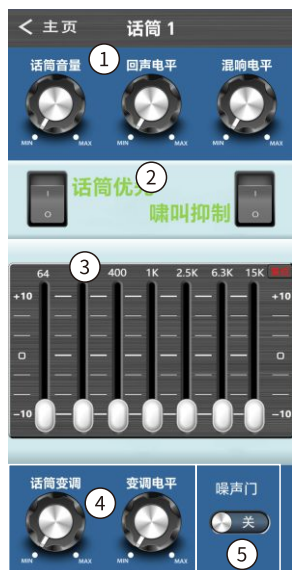 主页 话筒 1
话筒音量 1 回声电平 混响电平
MIN MAX MIN MAX MIN MAX
话筒优先 2
啸叫抑制
I O I O
3
64 400 1K 2.5K 6.3K 15K
+10 +10
0 0
-10 -10
话筒变调 4 变调电平 噪声门
关
MIN MAX MIN MAX 5